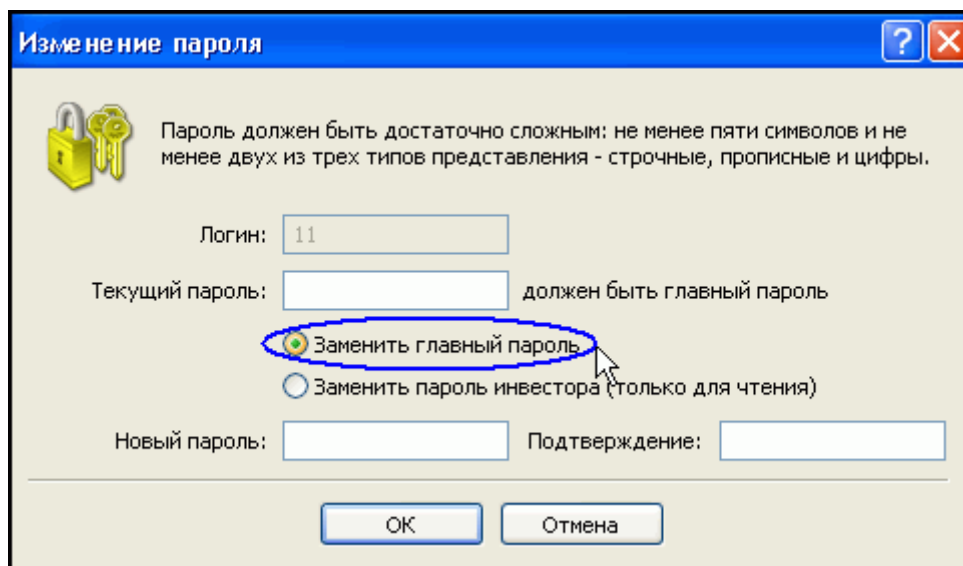 Изменение пароля
Пароль должен быть достаточно сложным: не менее пяти символов и не
менее двух из трех типов представления - строчные, прописные и цифры.
Логин: 11
Текущий пароль: должен быть главный пароль
Заменить главный пароль
Заменить пароль инвестора (только для чтения)
Новый пароль: Подтверждение:
ОК Отмена